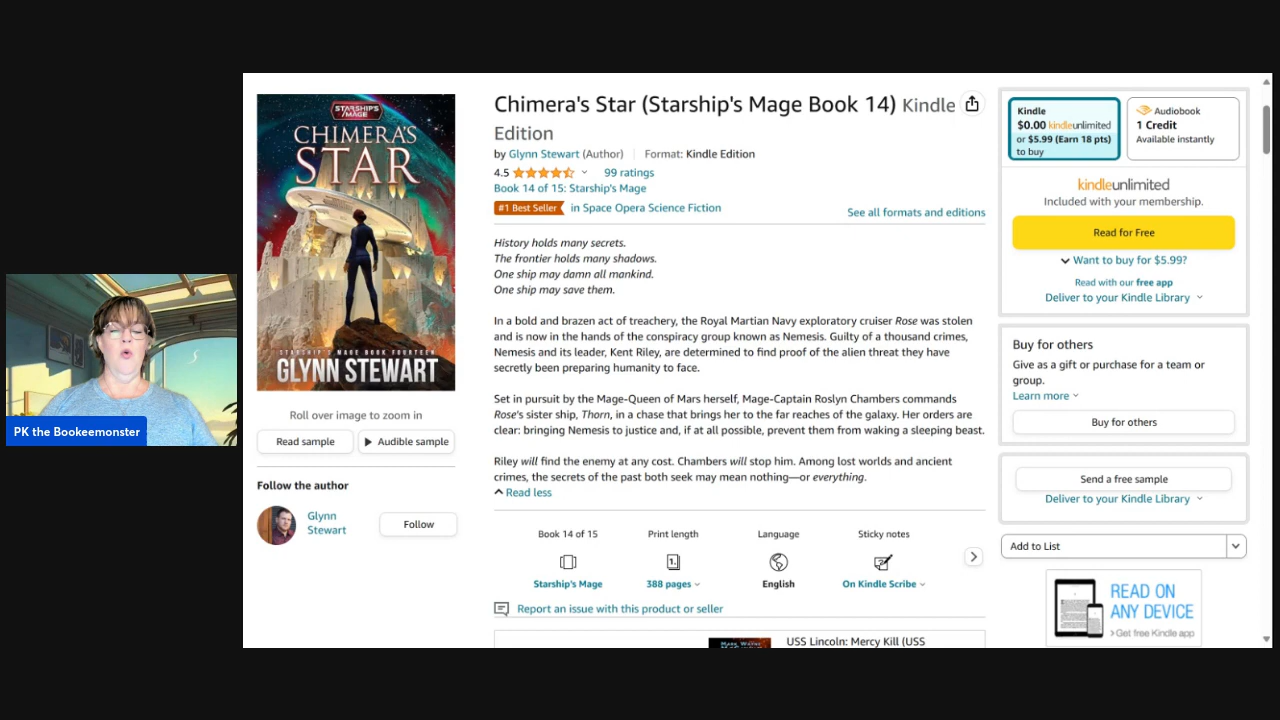 PK the Bookeemonster
STARSHIP'S
MAGE
CHIMERA'S
STAR
STARSHIP'S MAGE BOOK FOURTEEN
GLYNN STEWART
Roll over image to zoom in
Read sample
Audible sample
Follow the author
Glynn
Stewart
Follow
Chimera's Star (Starship's Mage Book 14) Kindle
Edition
by Glynn Stewart (Author) Format: Kindle Edition
4.5 99 ratings
Book 14 of 15: Starship's Mage
#1 Best Seller in Space Opera Science Fiction
See all formats and editions
History holds many secrets.
The frontier holds many shadows.
One ship may damn all mankind.
One ship may save them.
In a bold and brazen act of treachery, the Royal Martian Navy exploratory cruiser Rose was stolen
and is now in the hands of the conspiracy group known as Nemesis. Guilty of a thousand crimes,
Nemesis and its leader, Kent Riley, are determined to find proof of the alien threat they have
secretly been preparing humanity to face.
Set in pursuit by the Mage-Queen of Mars herself, Mage-Captain Roslyn Chambers commands
Rose's sister ship, Thorn, in a chase that brings her to the far reaches of the galaxy. Her orders are
clear: bringing Nemesis to justice and, if at all possible, prevent them from waking a sleeping beast.
Riley will find the enemy at any cost. Chambers will stop him. Among lost worlds and ancient
crimes, the secrets of the past both seek may mean nothing—or everything.
Read less
Book 14 of 15
Starship's Mage
Print length
388 pages
Language
English
Sticky notes
On Kindle Scribe
Report an issue with this product or seller
USS Lincoln: Mercy Kill (USS
Kindle
$0.00 kindleunlimited
or $5.99 (Earn 18 pts)
to buy
Audiobook
1 Credit
Available instantly
kindleunlimited
Included with your membership.
Read for Free
Want to buy for $5.99?
Read with our free app
Deliver to your Kindle Library
Buy for others
Give as a gift or purchase for a team or
group.
Learn more
Buy for others
Send a free sample
Deliver to your Kindle Library
Add to List
READ ON
ANY DEVICE
> Get free Kindle app